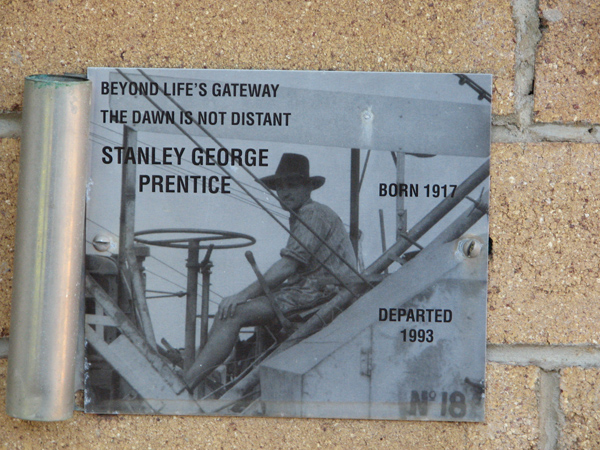 BEYOND LIFE'S GATEWAY
THE DAWN IS NOT DISTANT
STANLEY GEORGE
PRENTICE
BORN 1917
DEPARTED
1993
Nº 18